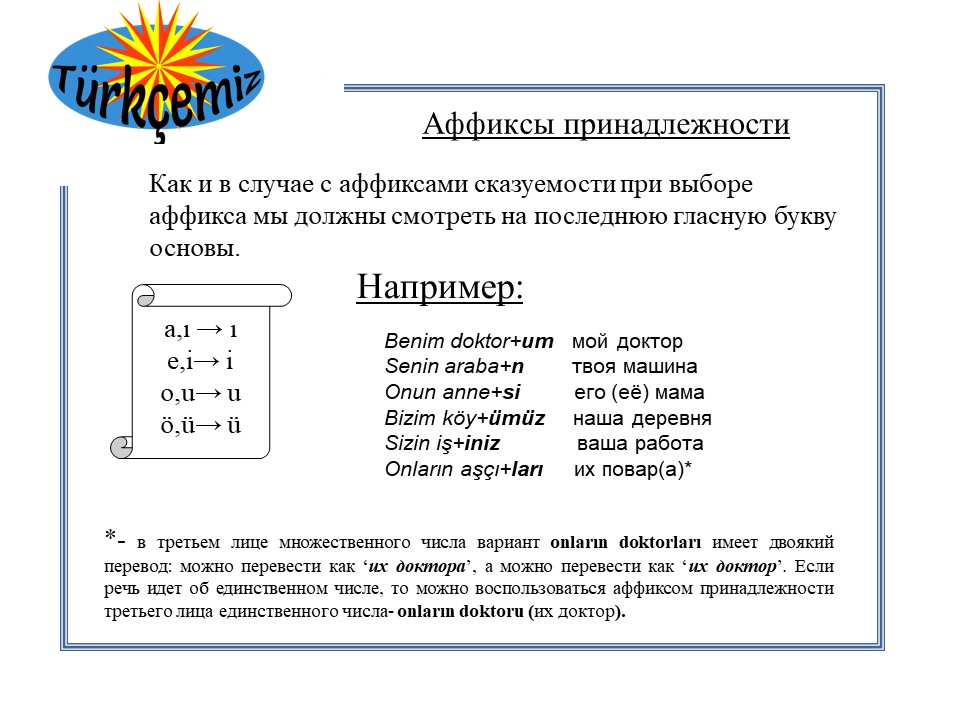 Türkçemiz
Аффиксы принадлежности
Как и в случае с аффиксами сказуемости при выборе
аффикса мы должны смотреть на последнюю гласную букву
основы.
Например:
a,ı → ı
e,i→ i
o,u→ u
ö,ü→ ü
Benim doktor+um мой доктор
Senin araba+n твоя машина
Onun anne+si его (её) мама
Bizim köy+ümüz наша деревня
Sizin iş+iniz ваша работа
Onların aşçı+ları их повар(а)*
*- в третьем лице множественного числа вариант onların doktorları имеет двоякий
перевод: можно перевести как ‘их доктора’, а можно перевести как ‘их доктор’. Если
речь идет об единственном числе, то можно воспользоваться аффиксом принадлежности
третьего лица единственного числа- onların doktoru (их доктор).